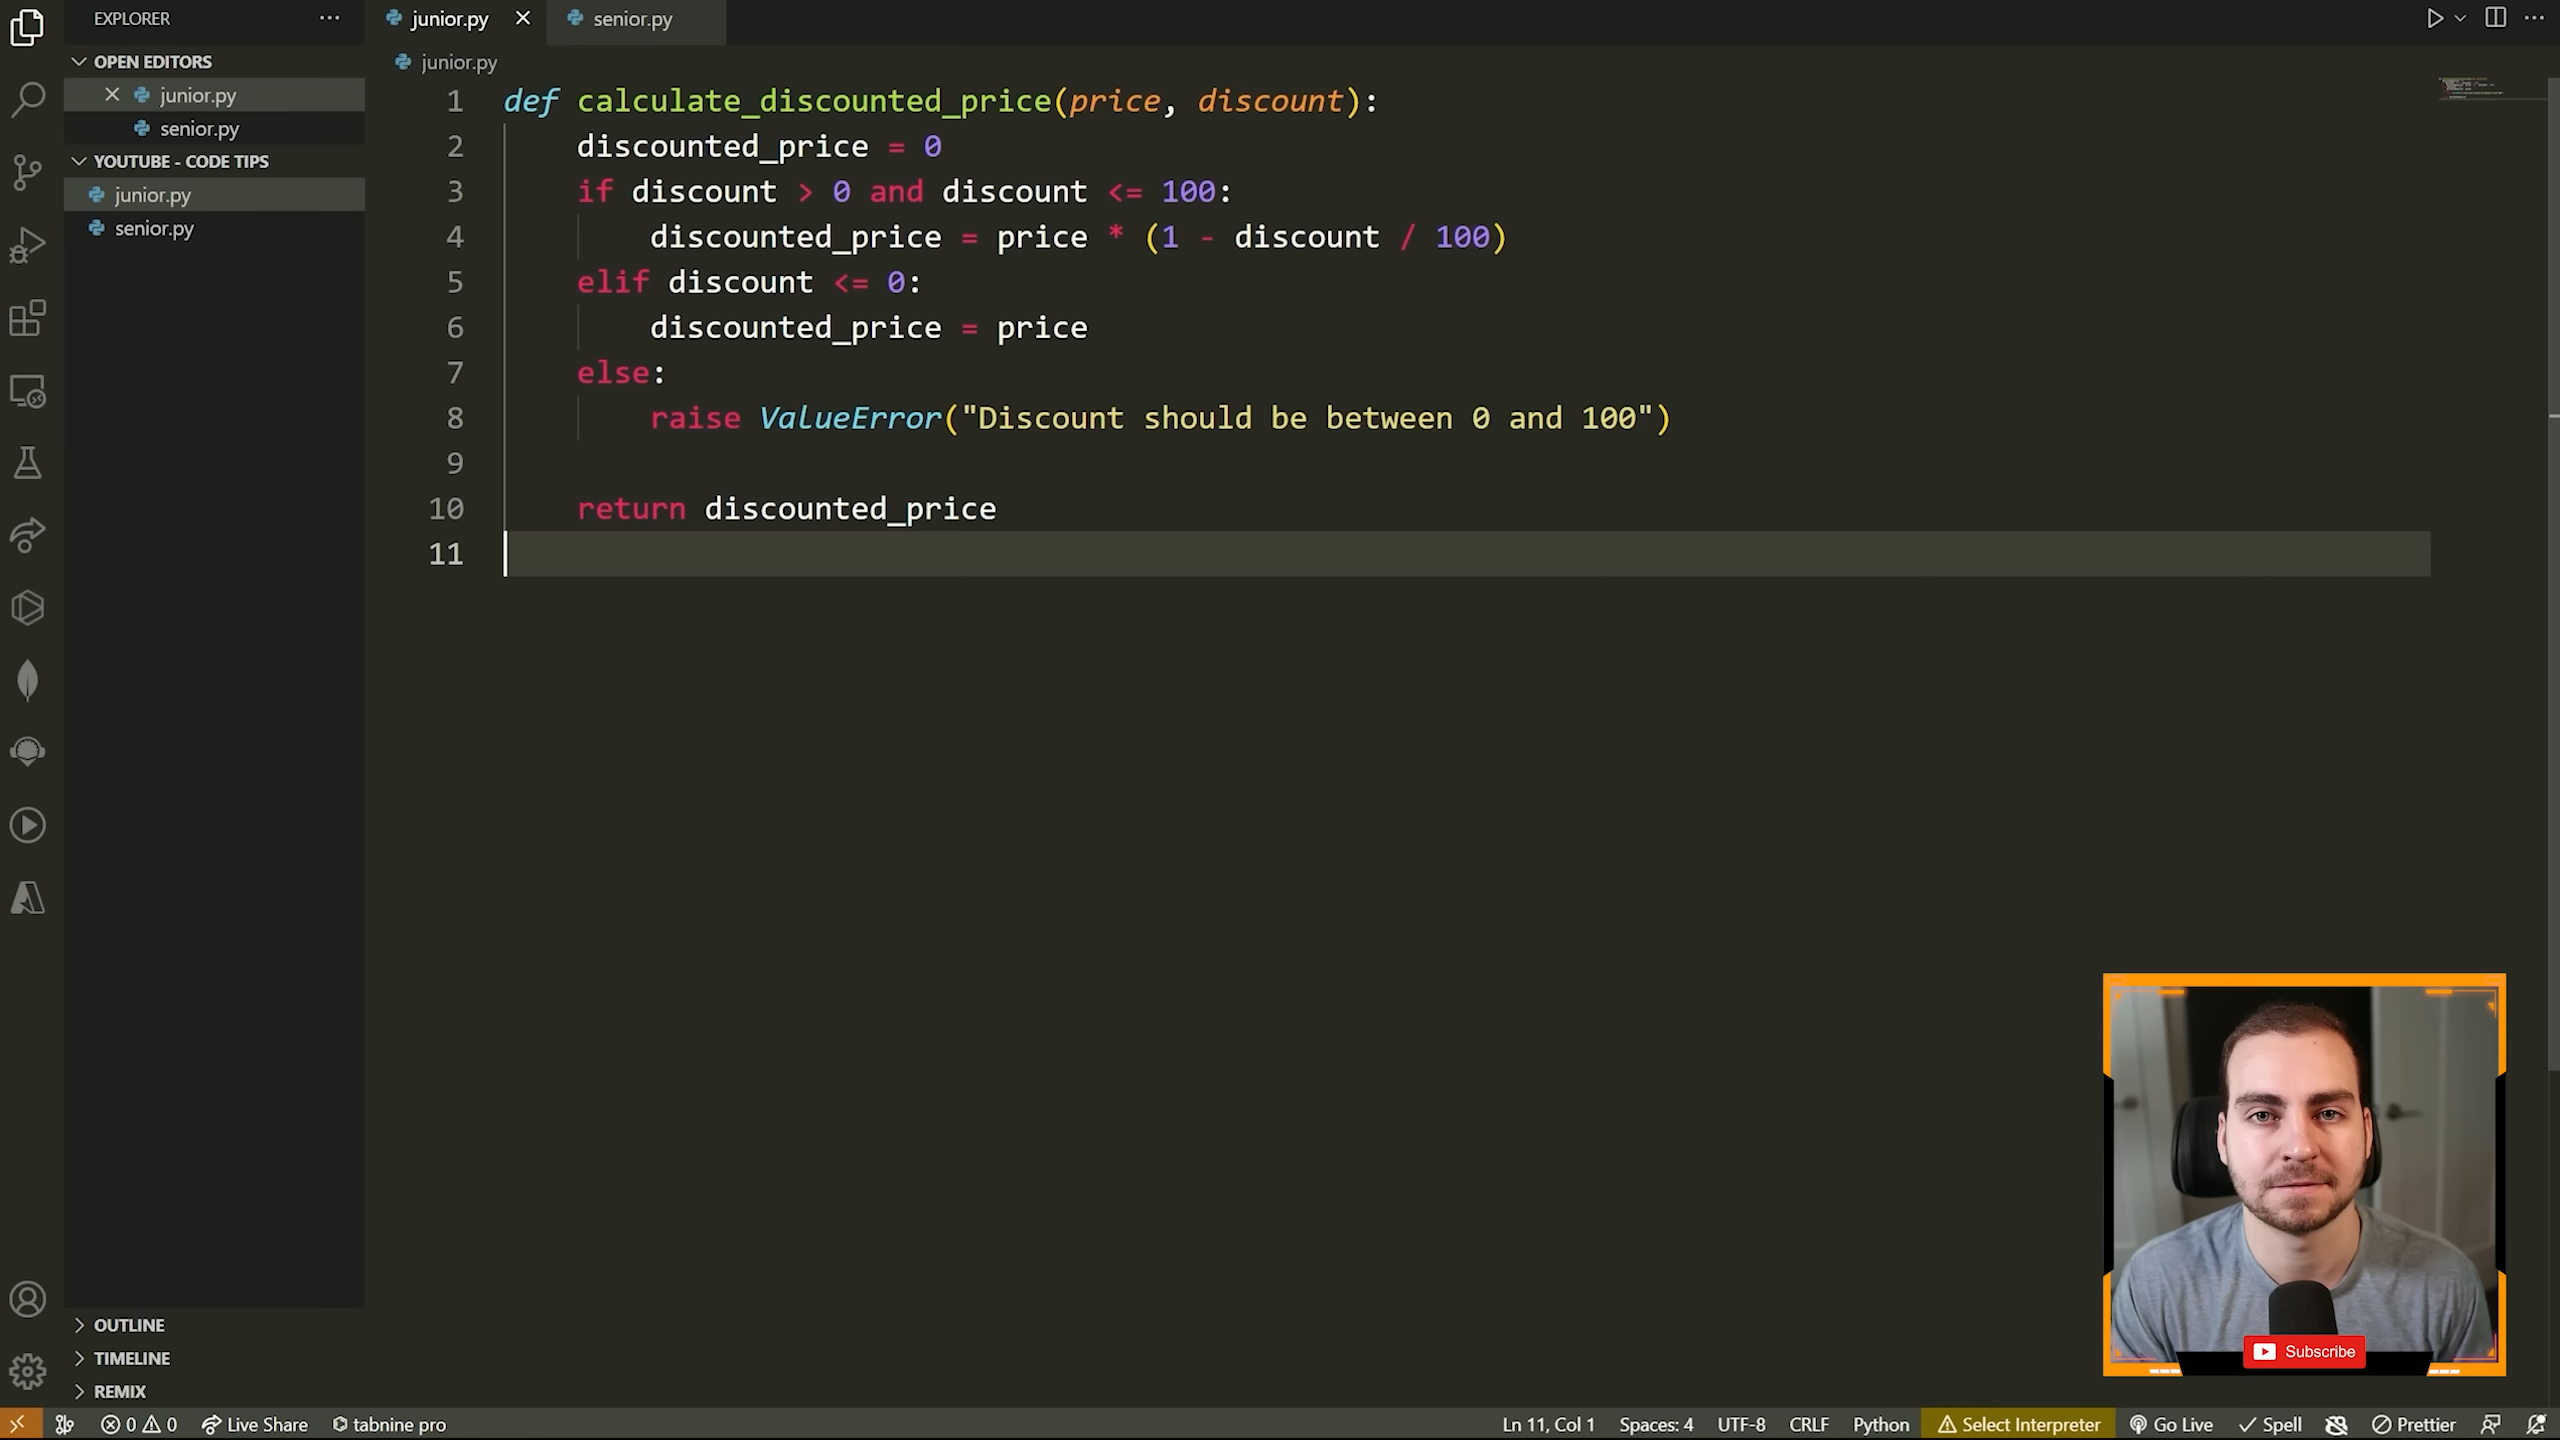 EXPLORER
junior.py
senior.py
OPEN EDITORS
junior.py
senior.py
YOUTUBE - CODE TIPS
junior.py
senior.py
junior.py
1 def calculate_discounted_price(price, discount):
2 discounted_price = 0
3 if discount > 0 and discount <= 100:
4 discounted_price = price * (1 - discount / 100)
5 elif discount <= 0:
6 discounted_price = price
7 else:
8 raise ValueError("Discount should be between 0 and 100")
9
10 return discounted_price
11
OUTLINE
TIMELINE
REMIX
Subscribe
0 0 Live Share tabnine pro Ln 11, Col 1 Spaces: 4 UTF-8 CRLF Python Select Interpreter Go Live Spell Prettier